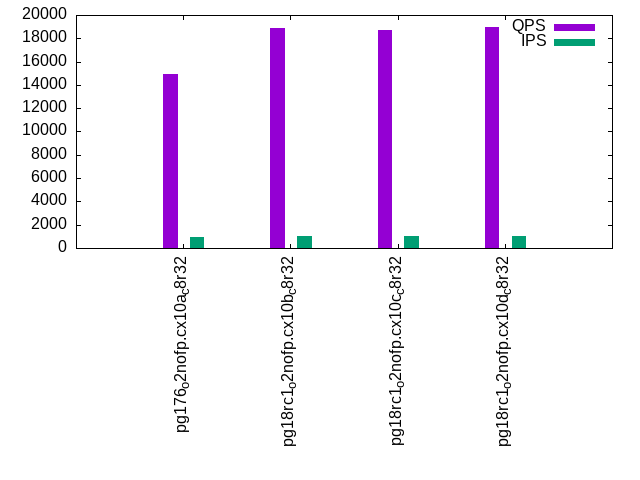 20000
18000
16000
14000
12000
10000
8000
6000
4000
2000
0
QPS
IPS
pg176o2nofp.cx10ac8r32
pg18rc1o2nofp.cx10bc8r32
pg18rc1o2nofp.cx10cc8r32
pg18rc1o2nofp.cx10dc8r32